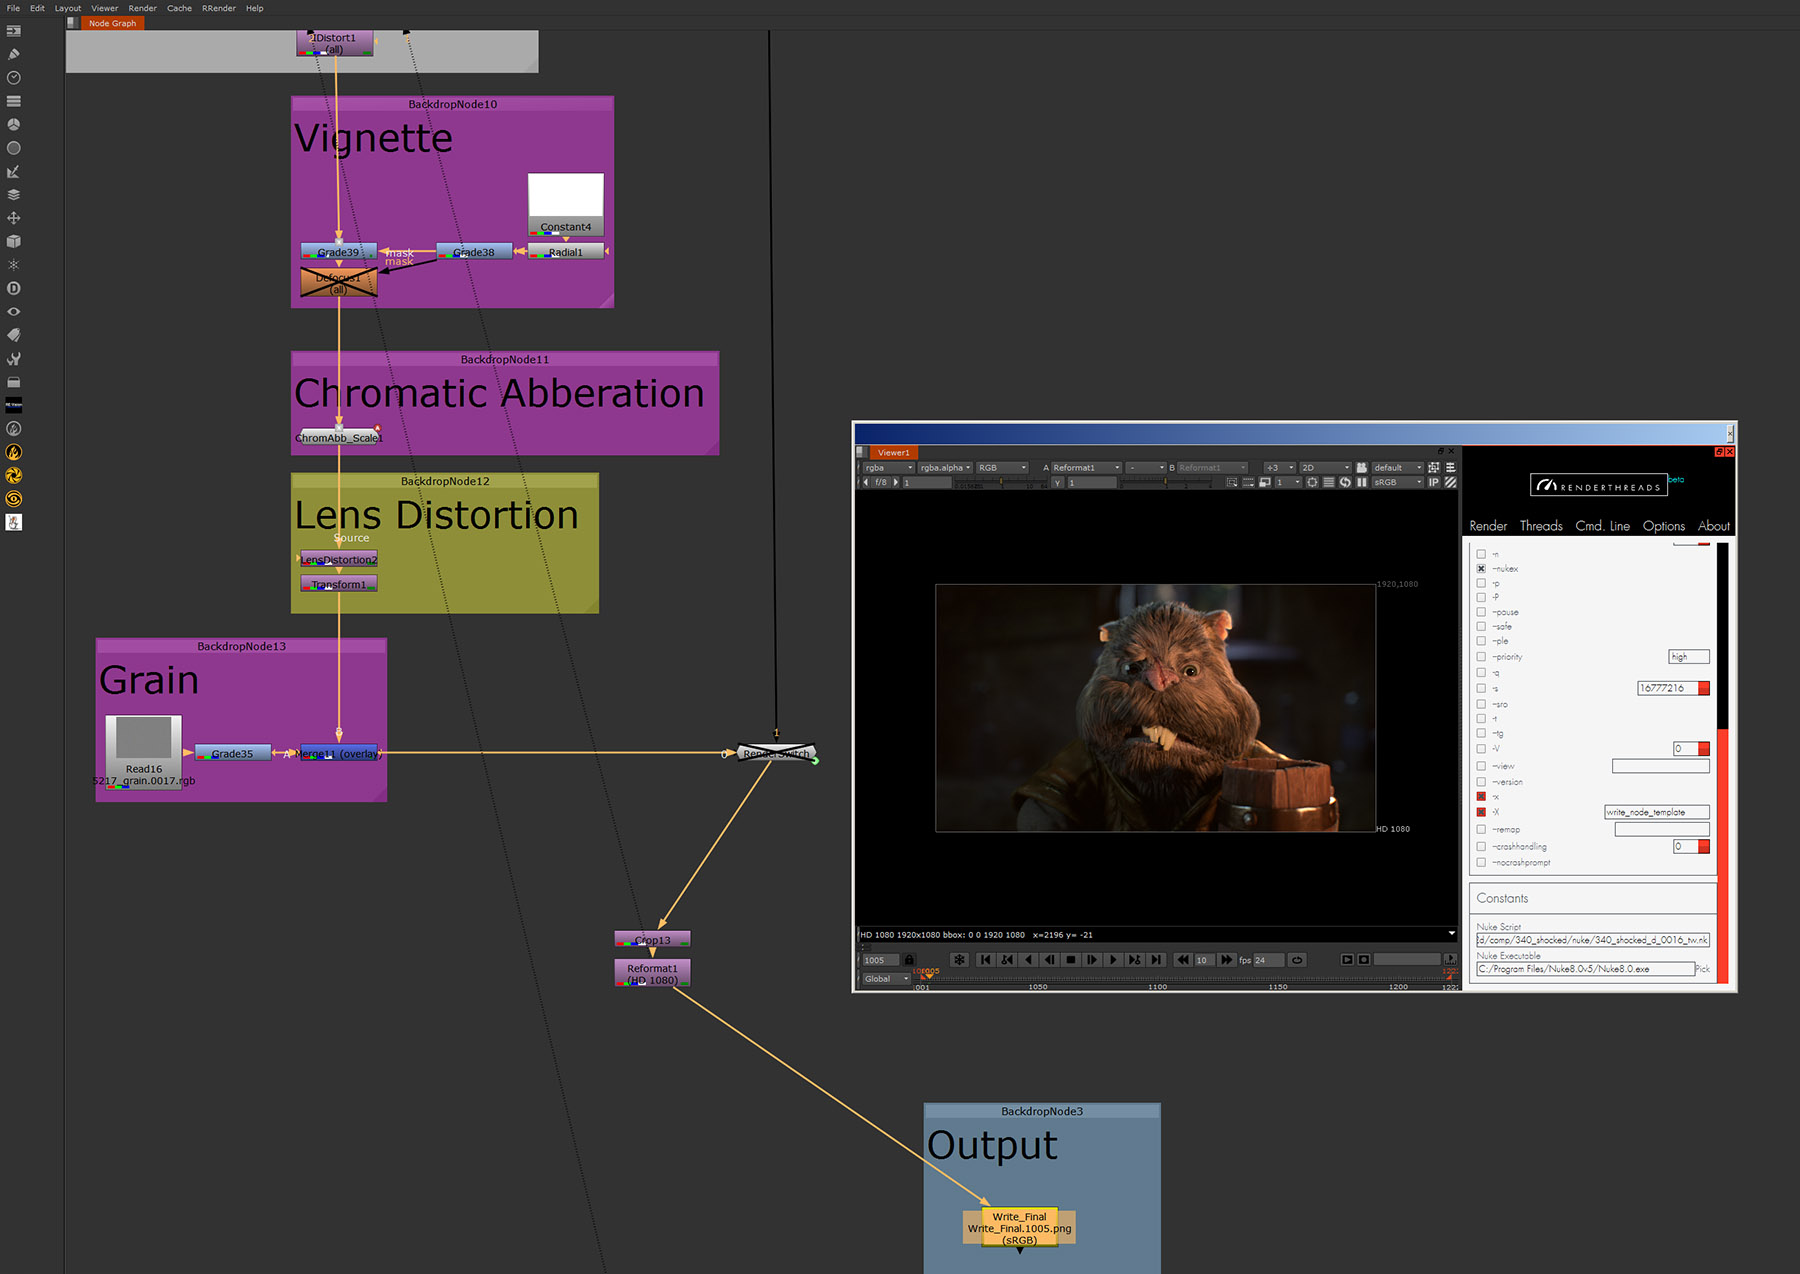 File Edit Layout Viewer Render Cache RRender Help
Node Graph
IDistort1
(all)
BackdropNode10
Vignette
Constant4
Grade39
mask
mask
Grade38
Radial1
Defocus1
(all)
BackdropNode11
Chromatic Abberation
ChromAbb_Scale1
BackdropNode12
Lens Distortion
Source
LensDistortion2
Transform1
BackdropNode13
Grain
Read16
5217_grain.0017.rgb
Grade35
A
Merge11 (overlay)
B
0
1
RenderSwitch
Crop13
Reformat1
(HD 1080)
BackdropNode3
Output
Write_Final
Write_Final.1005.png
(sRGB)
Viewer1
rgba rgba.alpha RGB A Reformat1 - B Reformat1 +3 2D default
f/8 1 Y 1 1 sRGB IP
1920,1080
HD 1080
HD 1080 1920x1080 bbox: 0 0 1920 1080 x=2196 y= -21
1005 10 fps 24
Global 1005 1050 1100 1150 1200
RENDERTHREADS beta
Render Threads Cmd. Line Options About
-n
--nukex
-p
-P
--pause
--safe
--ple
--priority high
-q
-s 16777216
--sro
-t
--tg
-V 0
--view
--version
-x
-X write_node_template
--remap
--crashhandling 0
--nocrashprompt
Constants
Nuke Script
d/comp/340_shocked/nuke/340_shocked_d_0016_tw.nk
Nuke Executable
C:/Program Files/Nuke8.0v5/Nuke8.0.exe Pick